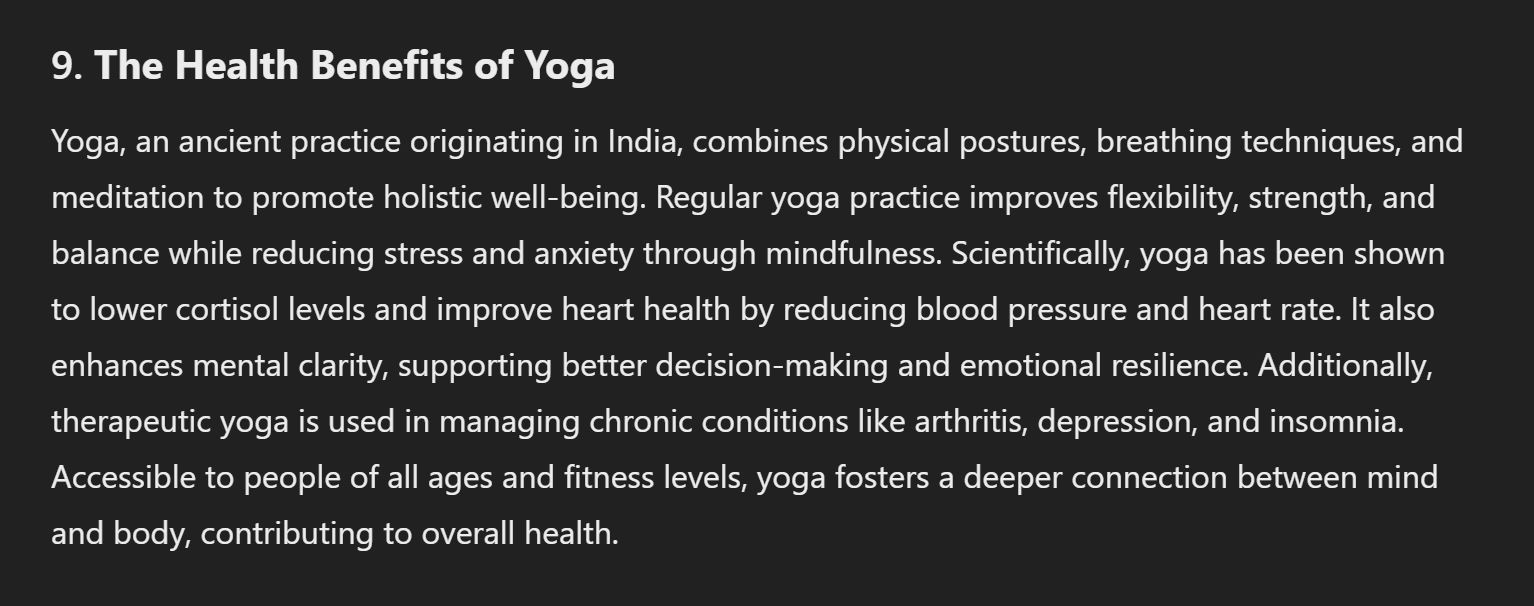 9. The Health Benefits of Yoga
Yoga, an ancient practice originating in India, combines physical postures, breathing techniques, and
meditation to promote holistic well-being. Regular yoga practice improves flexibility, strength, and
balance while reducing stress and anxiety through mindfulness. Scientifically, yoga has been shown
to lower cortisol levels and improve heart health by reducing blood pressure and heart rate. It also
enhances mental clarity, supporting better decision-making and emotional resilience. Additionally,
therapeutic yoga is used in managing chronic conditions like arthritis, depression, and insomnia.
Accessible to people of all ages and fitness levels, yoga fosters a deeper connection between mind
and body, contributing to overall health.